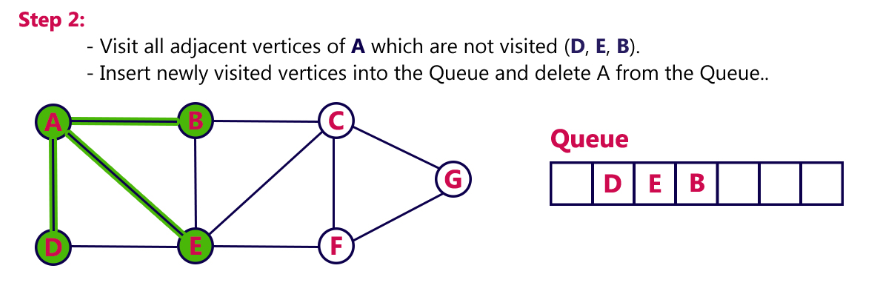 Step 2:
- Visit all adjacent vertices of A which are not visited (D, E, B).
- Insert newly visited vertices into the Queue and delete A from the Queue..
A B C
G
D E F
Queue
D E B